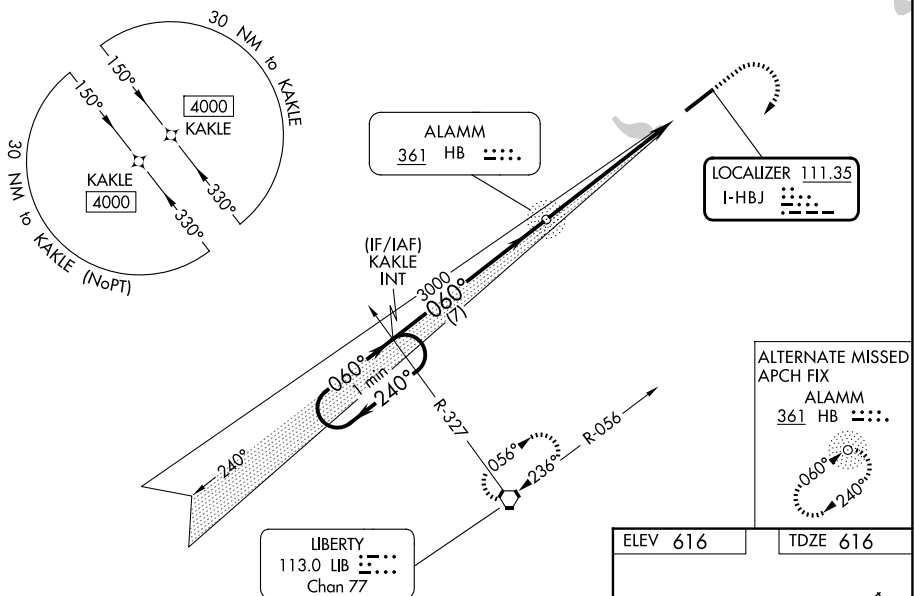 30 NM to KAKLE
150°
4000
KAKLE
330°
30 NM to KAKLE (NoPT)
150°
KAKLE
4000
330°
ALAMM
361 HB
LOCALIZER 111.35
I-HBJ
(IF/IAF)
KAKLE
INT
3000
060°
(7)
060°
1 min
240°
240°
R-327
056°
236°
R-056
LIBERTY
113.0 LIB
Chan 77
ALTERNATE MISSED
APCH FIX
ALAMM
361 HB
060°
240°
ELEV 616
TDZE 616